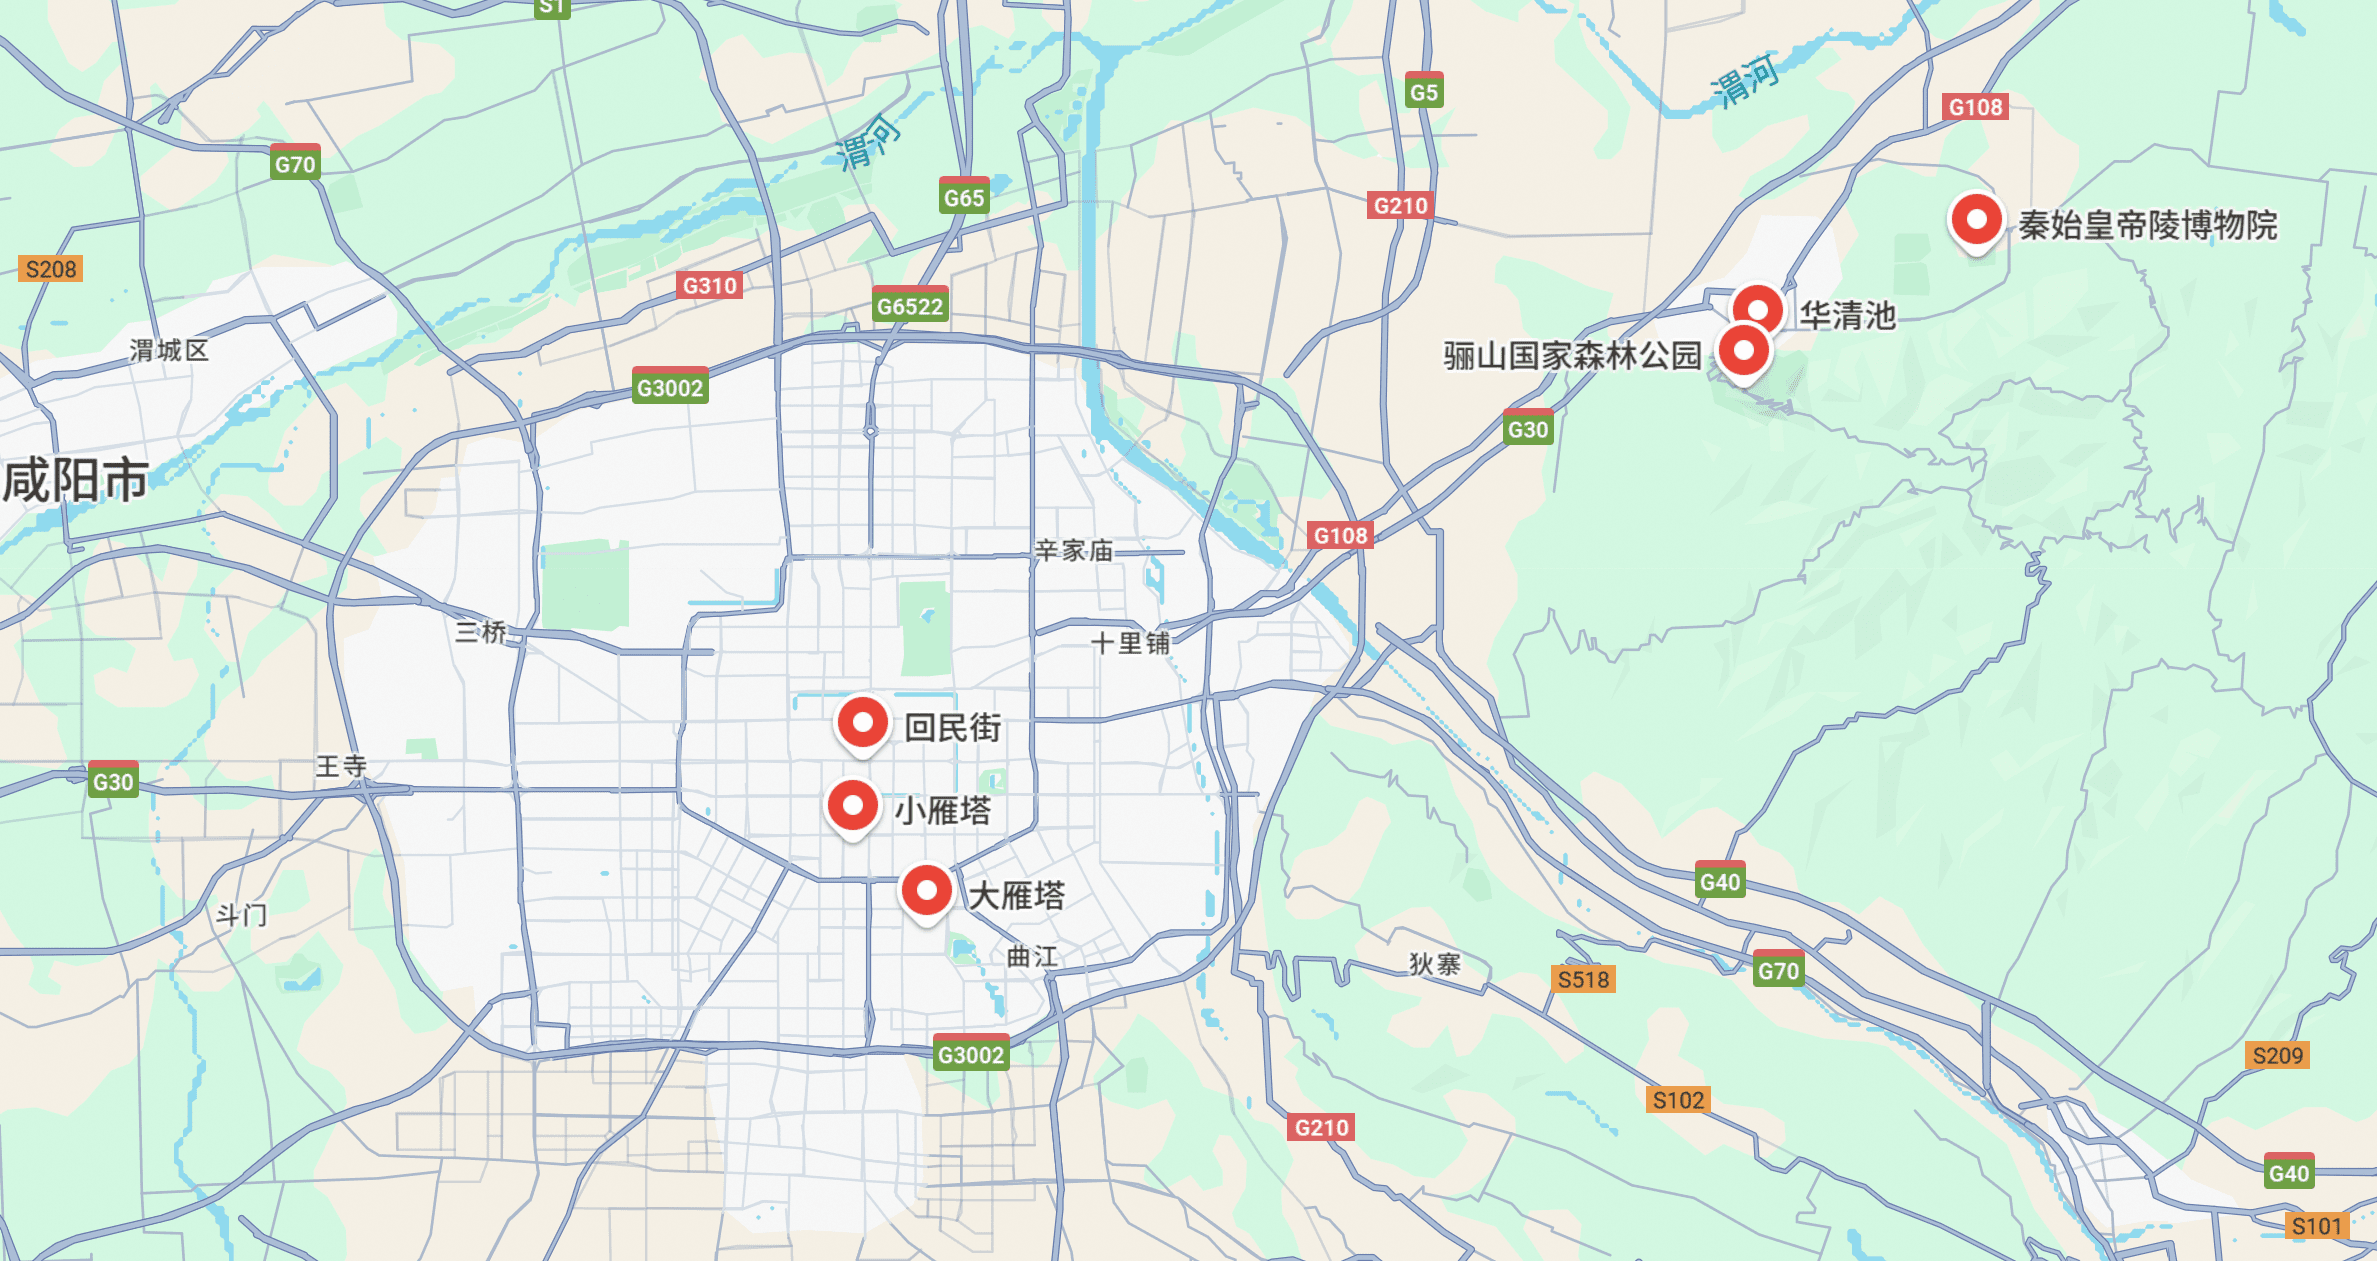 S1
G5
渭河
G108
渭河
G70
G65
G210
秦始皇帝陵博物院
S208
G310
G6522
华清池
渭城区
骊山国家森林公园
G3002
G30
咸阳市
G108
辛家庙
三桥
十里铺
回民街
王寺
G30
小雁塔
G40
大雁塔
斗门
曲江
狄寨
S518
G70
G3002
S209
S102
G210
G40
S101